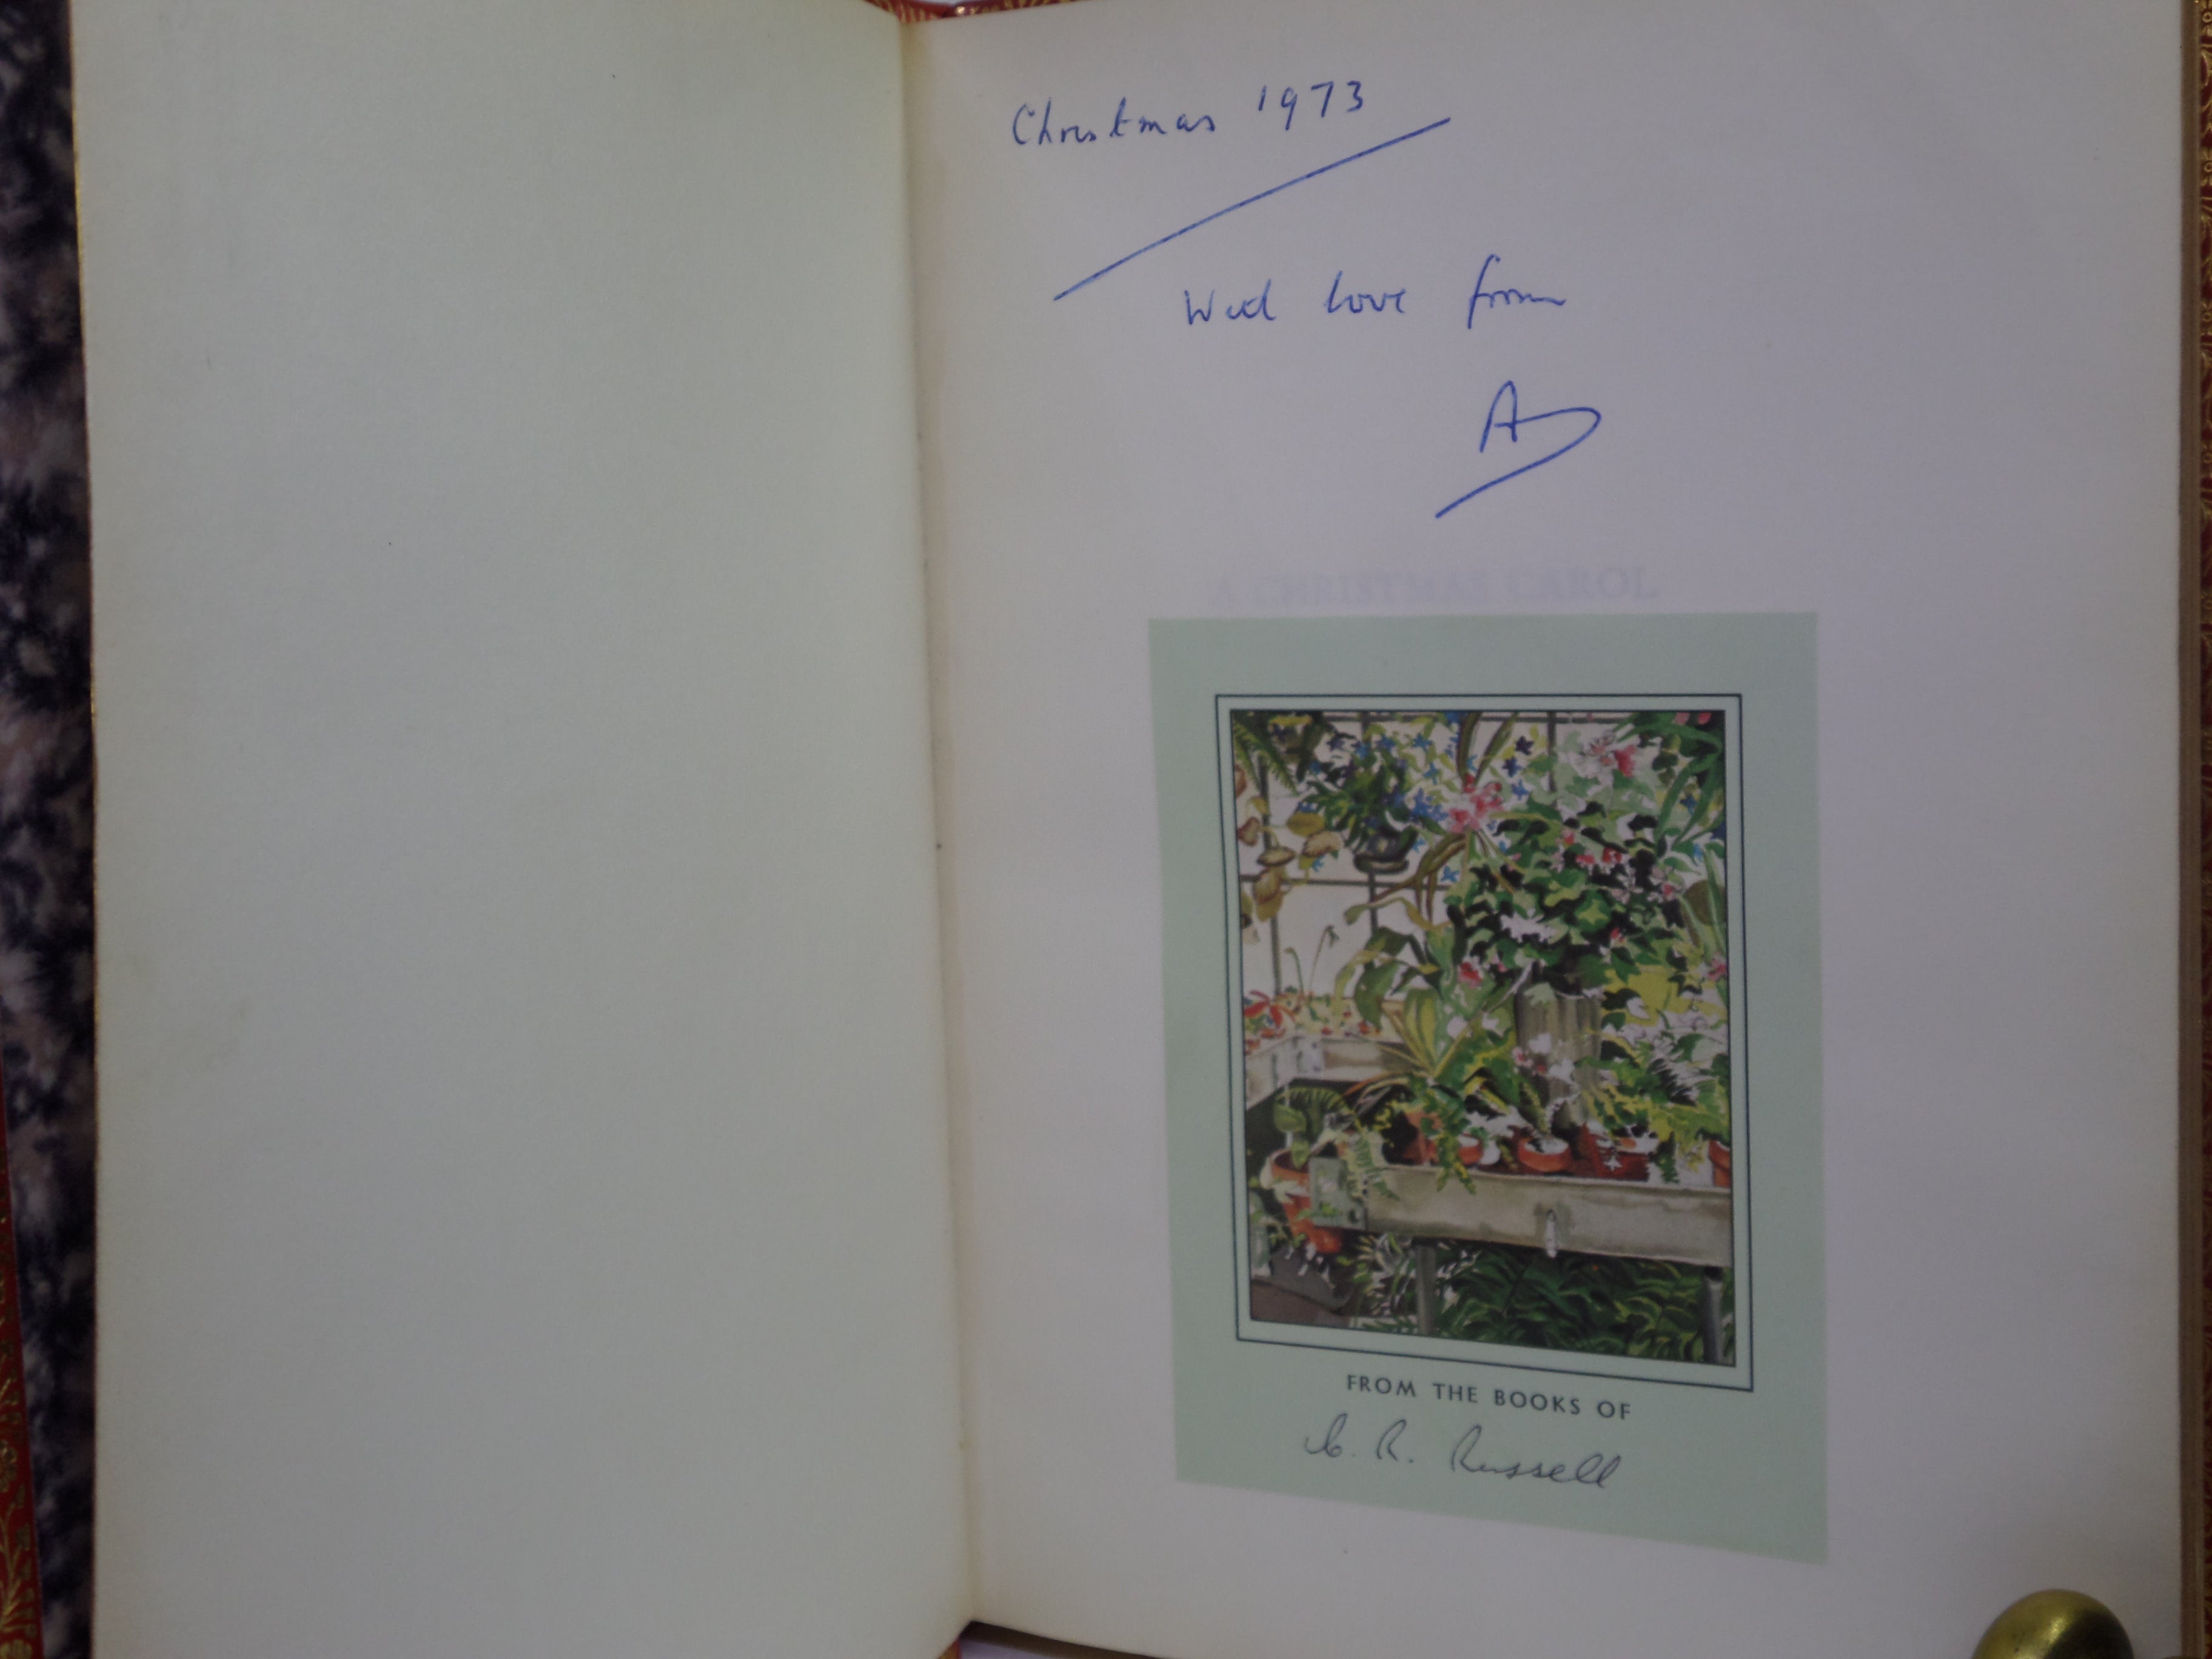 Christmas 1973
With love from
A
A CHRISTMAS CAROL
FROM THE BOOKS OF
C. R. Russell